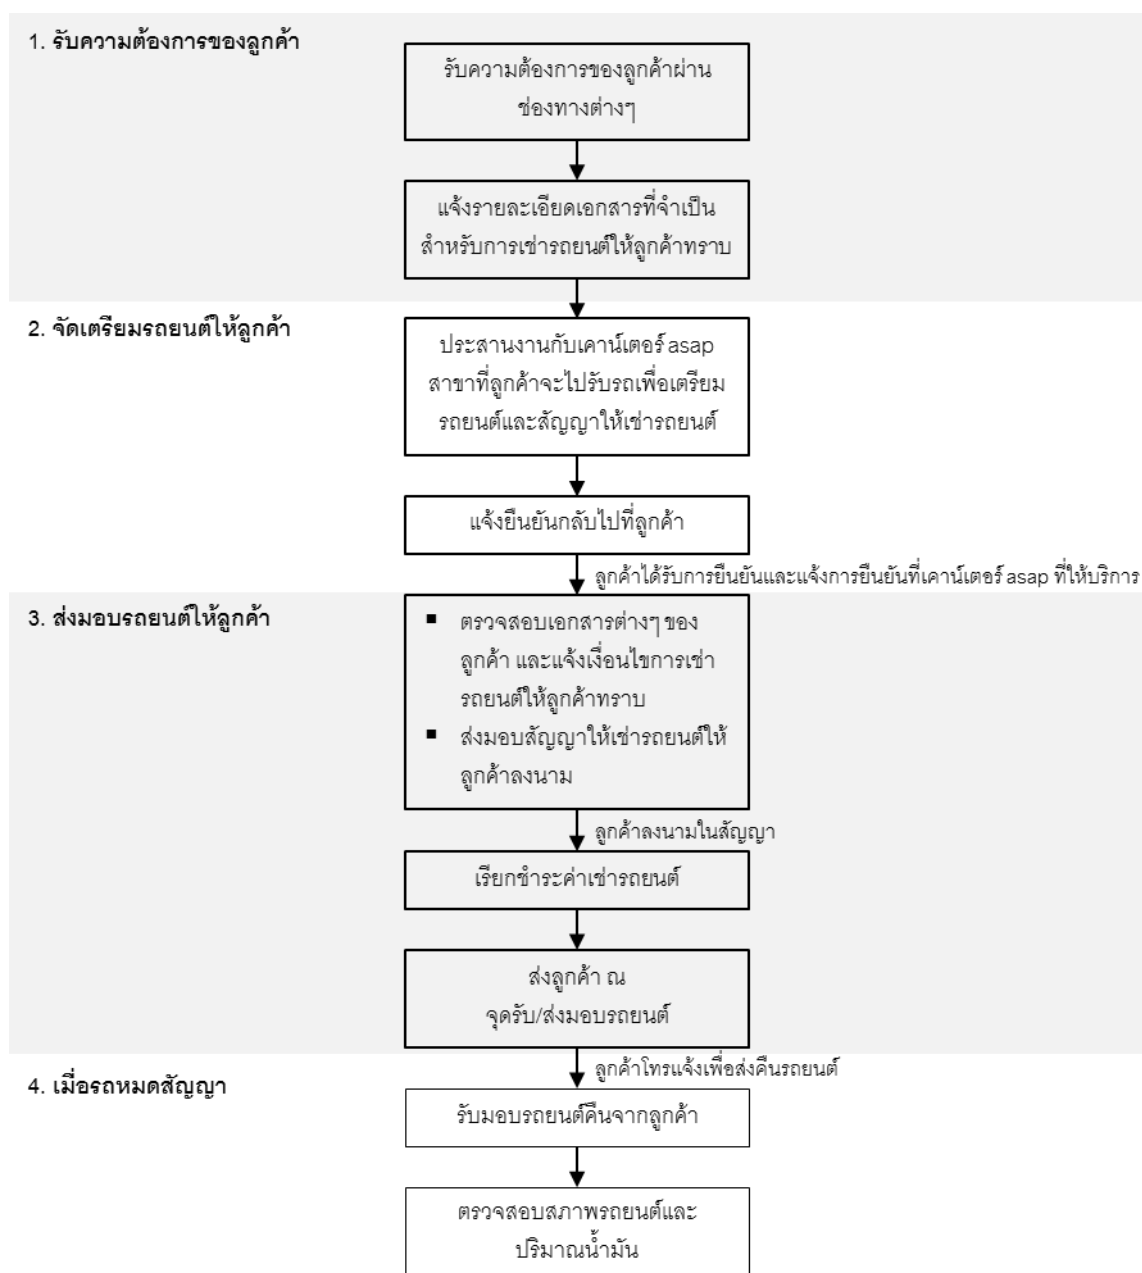 1. รับความต้องการของลูกค้า
รับความต้องการของลูกค้าผ่าน
ช่องทางต่างๆ
แจ้งรายละเอียดเอกสารที่จำเป็น
สำหรับการเช่ารถยนต์ให้ลูกค้าทราบ
2. จัดเตรียมรถยนต์ให้ลูกค้า
ประสานงานกับเคาน์เตอร์ asap
สาขาที่ลูกค้าจะไปรับรถเพื่อเตรียม
รถยนต์และสัญญาให้เช่ารถยนต์
แจ้งยืนยันกลับไปที่ลูกค้า
ลูกค้าได้รับการยืนยันและแจ้งการยืนยันที่เคาน์เตอร์ asap ที่ให้บริการ
3. ส่งมอบรถยนต์ให้ลูกค้า
▪ ตรวจสอบเอกสารต่างๆ ของ
ลูกค้า และแจ้งเงื่อนไขการเช่า
รถยนต์ให้ลูกค้าทราบ
▪ ส่งมอบสัญญาให้เช่ารถยนต์ให้
ลูกค้าลงนาม
ลูกค้าลงนามในสัญญา
เรียกชำระค่าเช่ารถยนต์
ส่งลูกค้า ณ
จุดรับ/ส่งมอบรถยนต์
ลูกค้าโทรแจ้งเพื่อส่งคืนรถยนต์
4. เมื่อรถหมดสัญญา
รับมอบรถยนต์คืนจากลูกค้า
ตรวจสอบสภาพรถยนต์และ
ปริมาณน้ำมัน